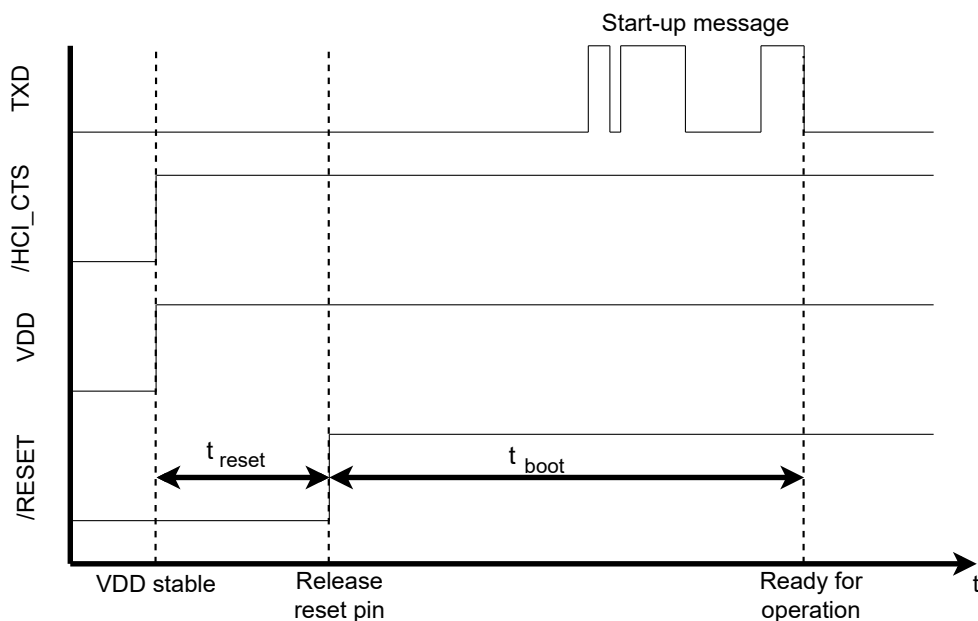 Start-up message
TXD
/HCI_CTS
VDD
/RESET
t reset
t boot
VDD stable
Release
reset pin
Ready for
operation
t